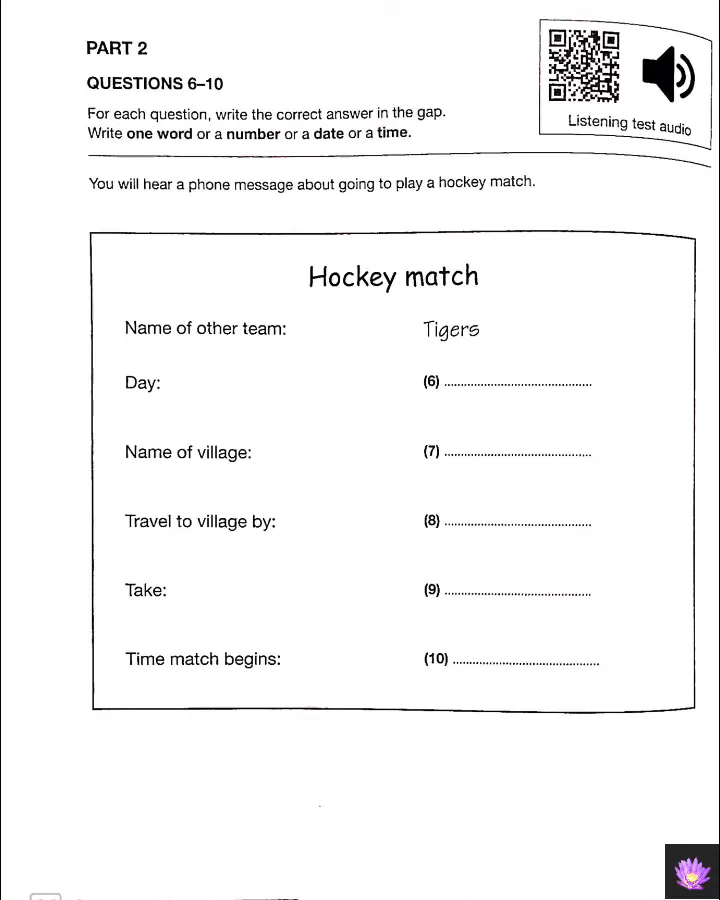 PART 2
QUESTIONS 6–10
For each question, write the correct answer in the gap.
Write one word or a number or a date or a time.
Listening test audio
You will hear a phone message about going to play a hockey match.
Hockey match
Name of other team: Tigers
Day: (6) ............................................
Name of village: (7) ............................................
Travel to village by: (8) ............................................
Take: (9) ............................................
Time match begins: (10) ............................................